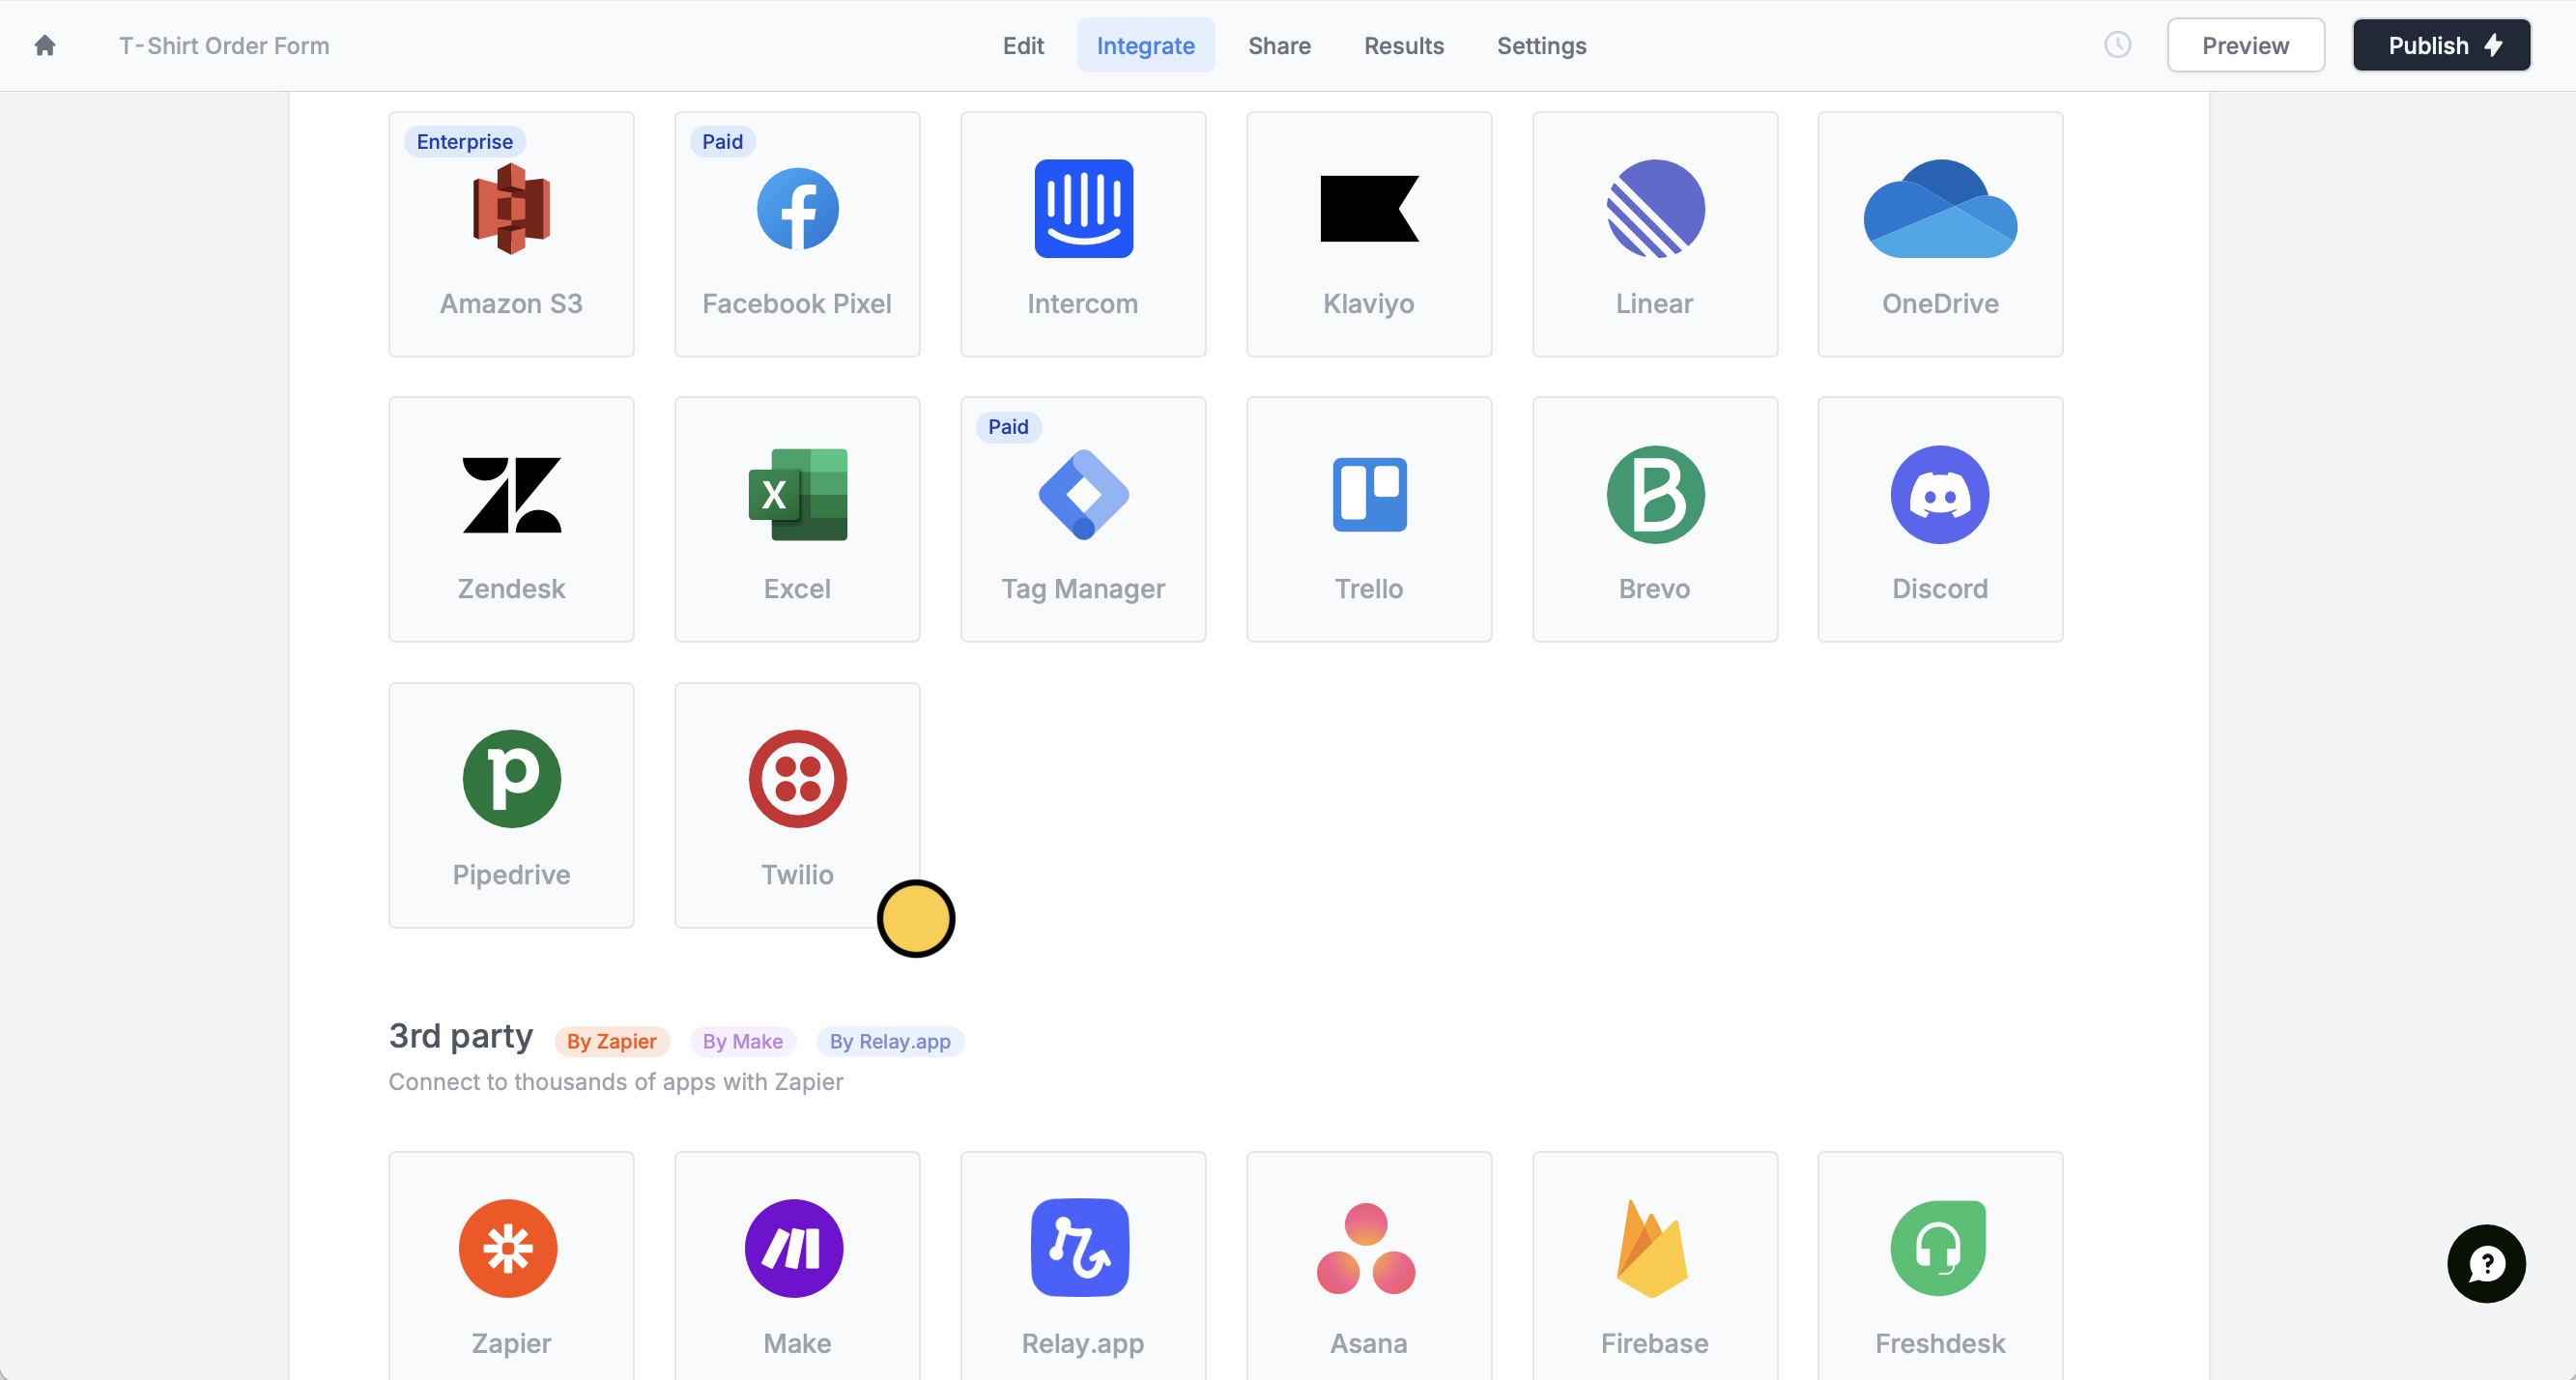 T-Shirt Order Form
Edit
Integrate
Share
Results
Settings
Preview
Publish
Enterprise
Amazon S3
Paid
Facebook Pixel
Intercom
Klaviyo
Linear
OneDrive
Zendesk
X
Excel
Paid
Tag Manager
Trello
B
Brevo
Discord
p
Pipedrive
Twilio
3rd party
By Zapier
By Make
By Relay.app
Connect to thousands of apps with Zapier
Zapier
Make
Relay.app
Asana
Firebase
Freshdesk